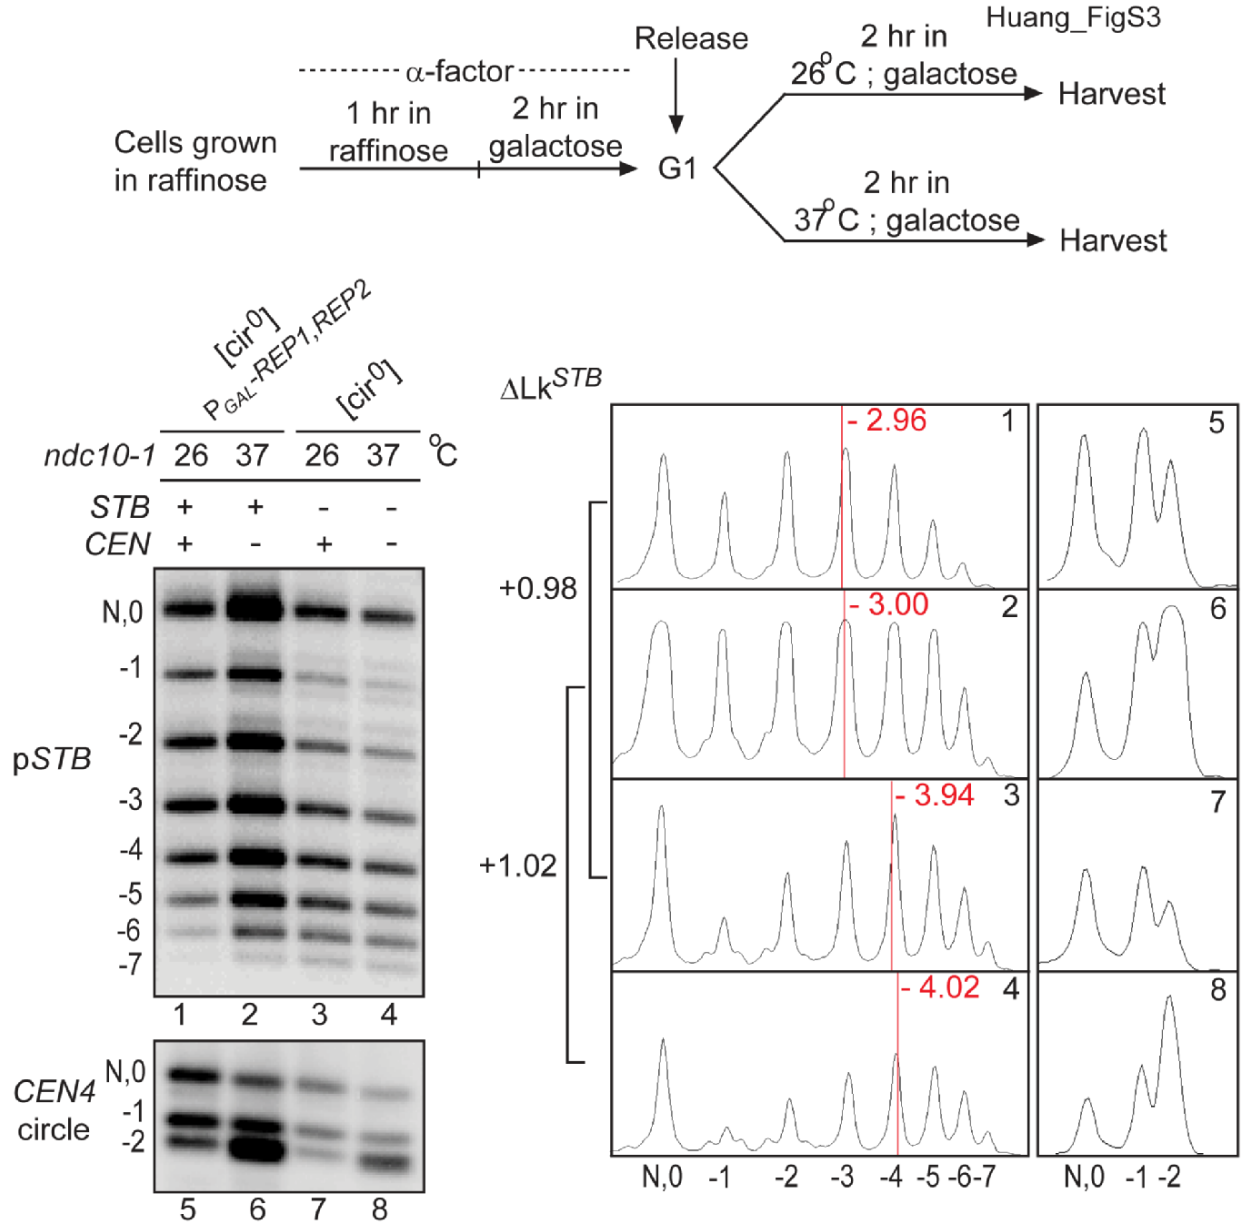 Huang_FigS3
Release
α-factor
2 hr in
26°C ; galactose
Harvest
1 hr in
raffinose
2 hr in
galactose
Cells grown
in raffinose
G1
2 hr in
37°C ; galactose
Harvest
[cir0]
PGAL-REP1,REP2
[cir0]
ndc10-1 26 37 26 37 °C
STB + + - -
CEN + - + -
pSTB
N,0
-1
-2
-3
-4
-5
-6
-7
1 2 3 4
CEN4
circle
N,0
-1
-2
5 6 7 8
ΔLkSTB
+0.98
+1.02
- 2.96 1 5
- 3.00 2 6
- 3.94 3 7
- 4.02 4 8
N,0 -1 -2 -3 -4 -5 -6 -7 N,0 -1 -2